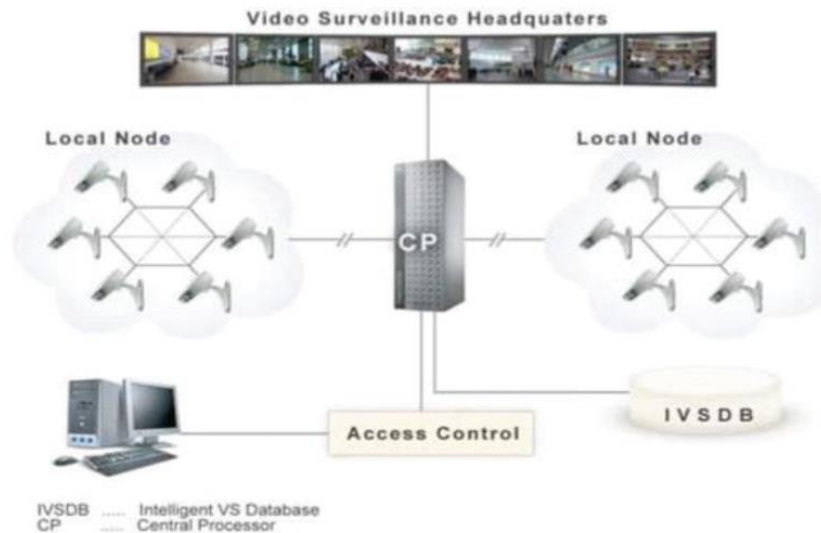 Video Surveillance Headquaters
Local Node
Local Node
CP
IVSDB
Access Control
IVSDB ..... Intelligent VS Database
CP ..... Central Processor